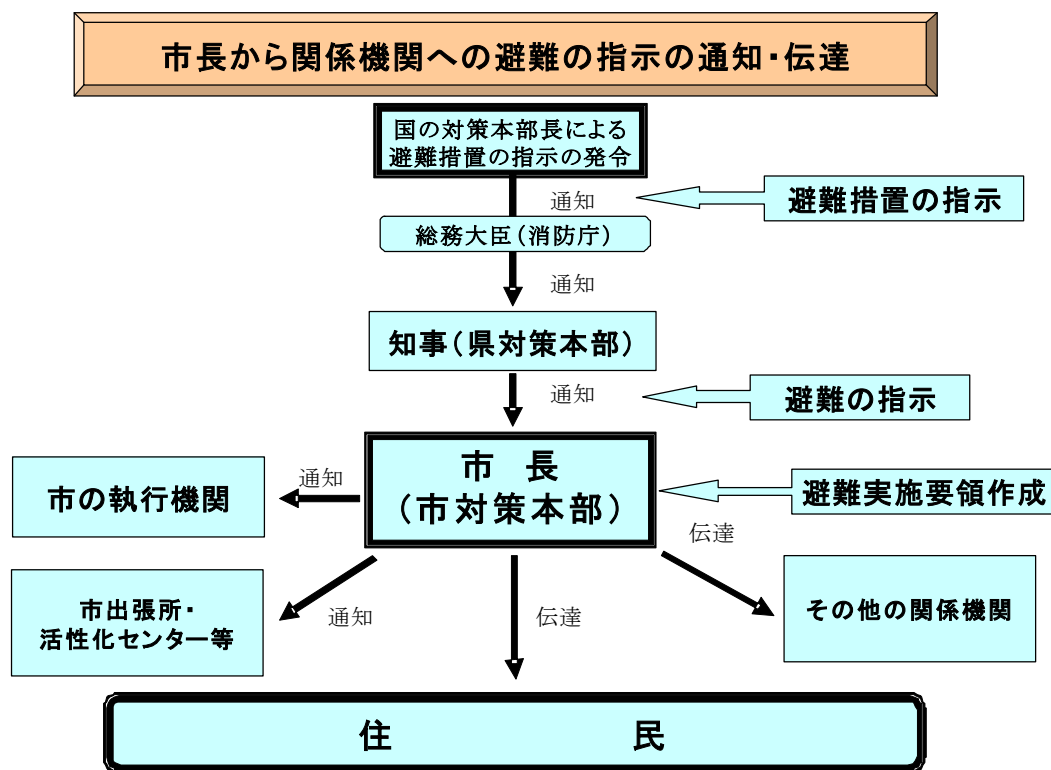 市長から関係機関への避難の指示の通知・伝達
国の対策本部長による
避難措置の指示の発令
通知
避難措置の指示
総務大臣(消防庁)
通知
知事(県対策本部)
通知
避難の指示
市 長
(市対策本部)
通知
市の執行機関
避難実施要領作成
伝達
市出張所・
活性化センター等
通知
伝達
その他の関係機関
住 民